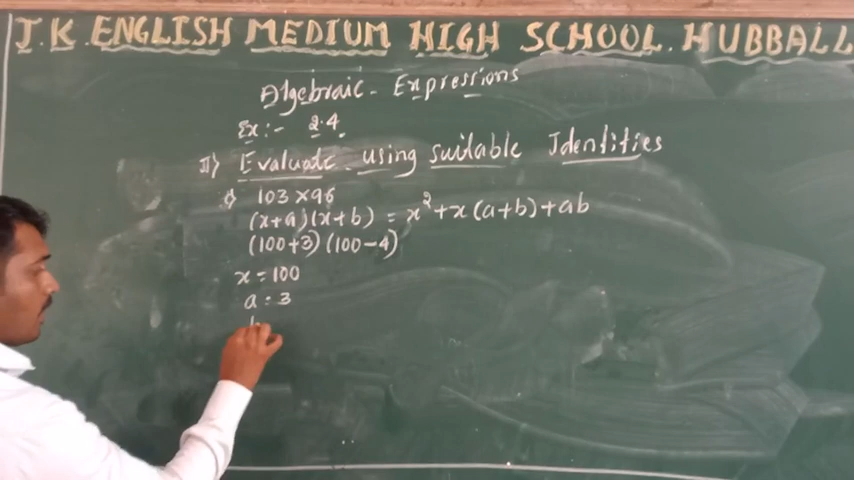 J.K. ENGLISH MEDIUM HIGH SCHOOL. HUBBALL
Algebraic - Expressions
Ex:- 2.4.
II) Evaluate using suitable Identities
i) 103 × 96
(x+a)(x+b) = x² + x(a+b) + ab
(100+3)(100-4)
x = 100
a = 3
b